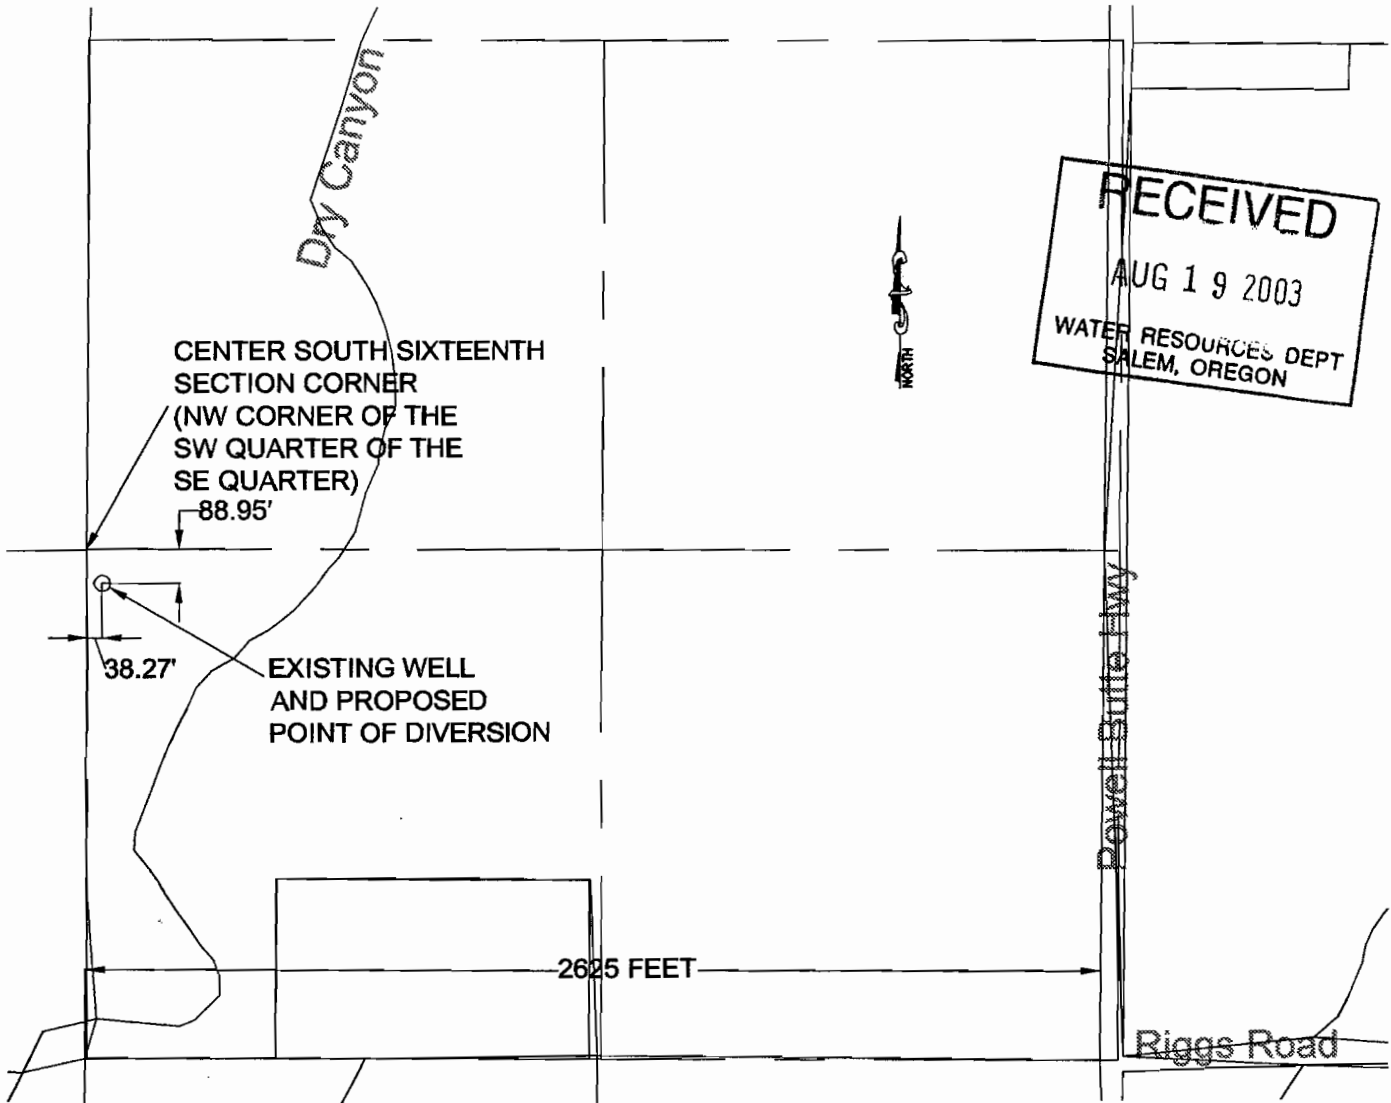 Dry Canyon
RECEIVED
AUG 19 2003
WATER RESOURCES DEPT
SALEM, OREGON
NORTH
CENTER SOUTH SIXTEENTH
SECTION CORNER
(NW CORNER OF THE
SW QUARTER OF THE
SE QUARTER)
88.95'
38.27'
EXISTING WELL
AND PROPOSED
POINT OF DIVERSION
Powell Butte Hwy
2625 FEET
Riggs Road